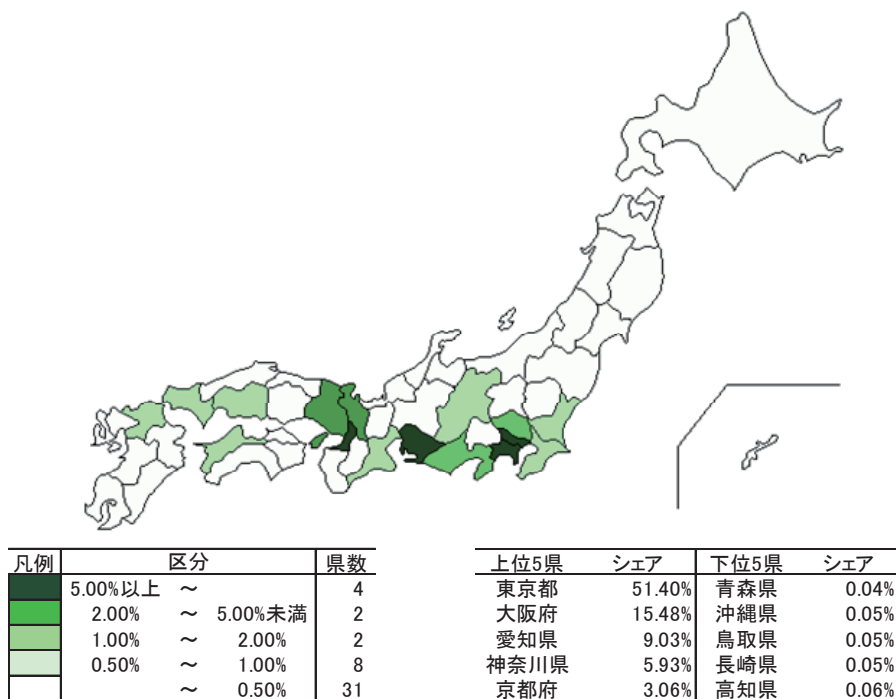 凡例 区分 県数
5.00%以上 ～ 4
2.00% ～ 5.00%未満 2
1.00% ～ 2.00% 2
0.50% ～ 1.00% 8
～ 0.50% 31
上位5県 シェア 下位5県 シェア
東京都 51.40% 青森県 0.04%
大阪府 15.48% 沖縄県 0.05%
愛知県 9.03% 鳥取県 0.05%
神奈川県 5.93% 長崎県 0.05%
京都府 3.06% 高知県 0.06%